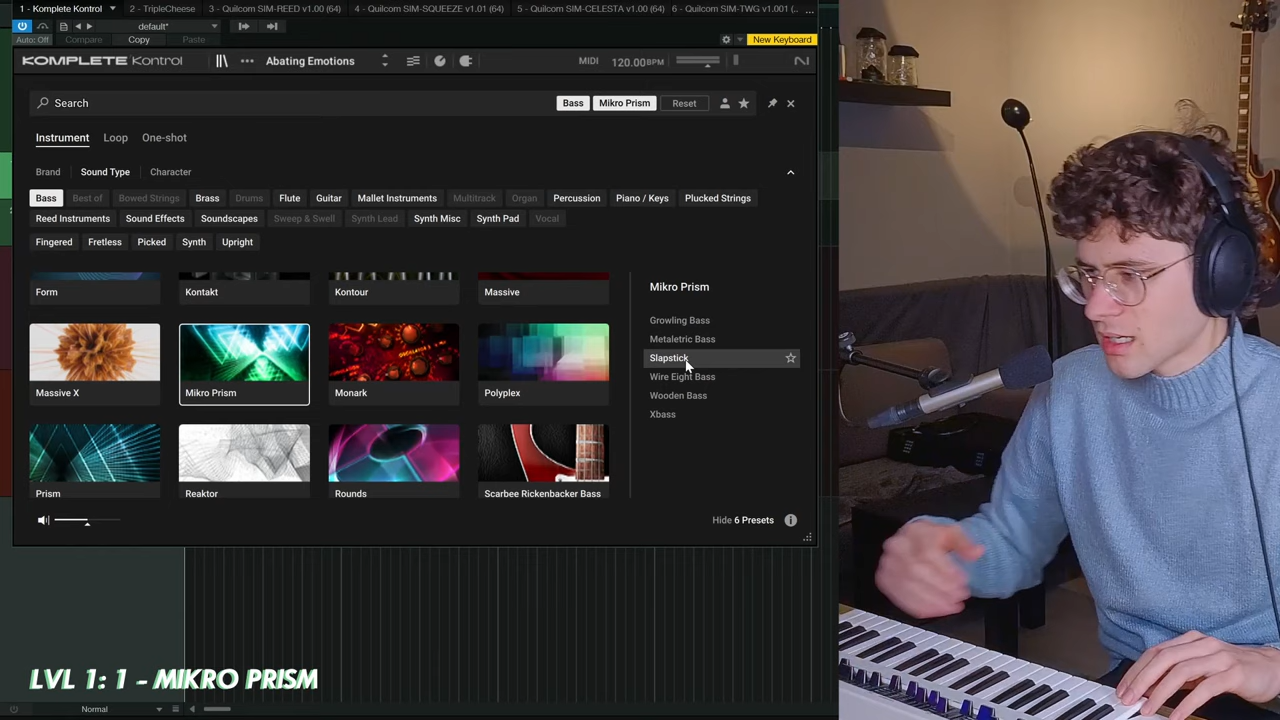 1 - Komplete Kontrol
2 - TripleCheese
3 - Quilcom SIM-REED v1.00 (64)
4 - Quilcom SIM-SQUEEZE v1.01 (64)
5 - Quilcom SIM-CELESTA v1.00 (64)
6 - Quilcom SIM-TWG v1.001 (...
default*
Auto: Off
Compare
Copy
Paste
New Keyboard
KOMPLETE KONTROL
Abating Emotions
MIDI
120.00BPM
Search
Bass
Mikro Prism
Reset
Instrument
Loop
One-shot
Brand
Sound Type
Character
Bass
Best of
Bowed Strings
Brass
Drums
Flute
Guitar
Mallet Instruments
Multitrack
Organ
Percussion
Piano / Keys
Plucked Strings
Reed Instruments
Sound Effects
Soundscapes
Sweep & Swell
Synth Lead
Synth Misc
Synth Pad
Vocal
Fingered
Fretless
Picked
Synth
Upright
Form
Kontakt
Kontour
Massive
Massive X
Mikro Prism
Monark
Polyplex
Prism
Reaktor
Rounds
Scarbee Rickenbacker Bass
Mikro Prism
Growling Bass
Metaletric Bass
Slapstick
Wire Eight Bass
Wooden Bass
Xbass
Hide 6 Presets
LVL 1: 1 - MIKRO PRISM
Normal